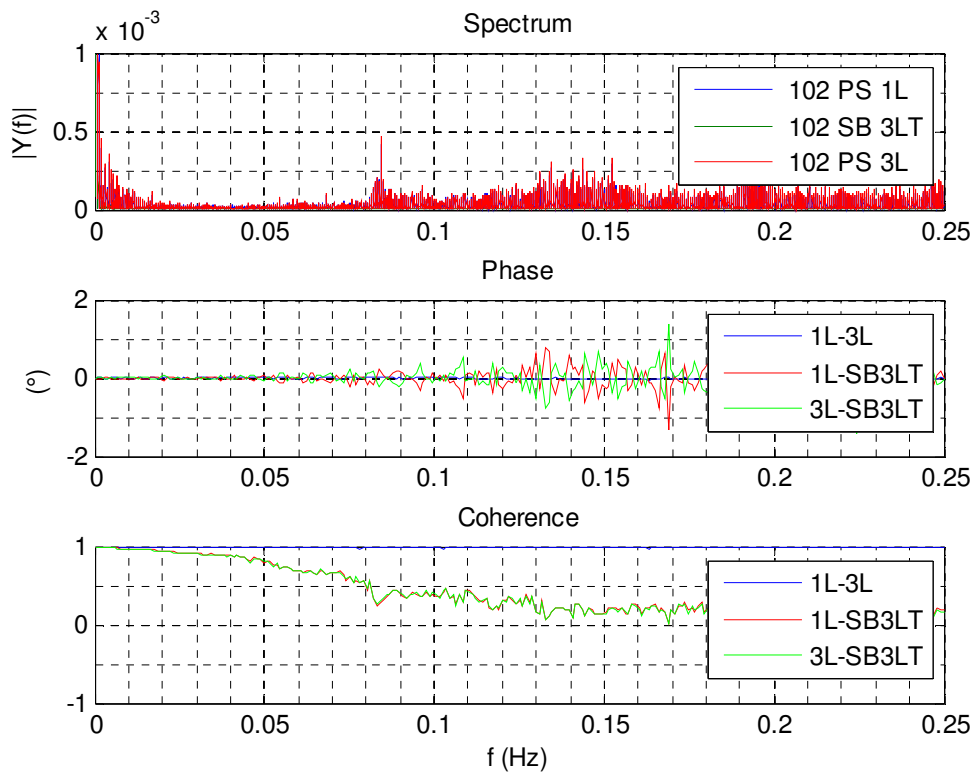 Spectrum
x 10-3
1
0.5
0
|Y(f)|
102 PS 1L
102 SB 3LT
102 PS 3L
0 0.05 0.1 0.15 0.2 0.25
Phase
2
0
-2
(°)
1L-3L
1L-SB3LT
3L-SB3LT
0 0.05 0.1 0.15 0.2 0.25
Coherence
1
0
-1
1L-3L
1L-SB3LT
3L-SB3LT
0 0.05 0.1 0.15 0.2 0.25
f (Hz)